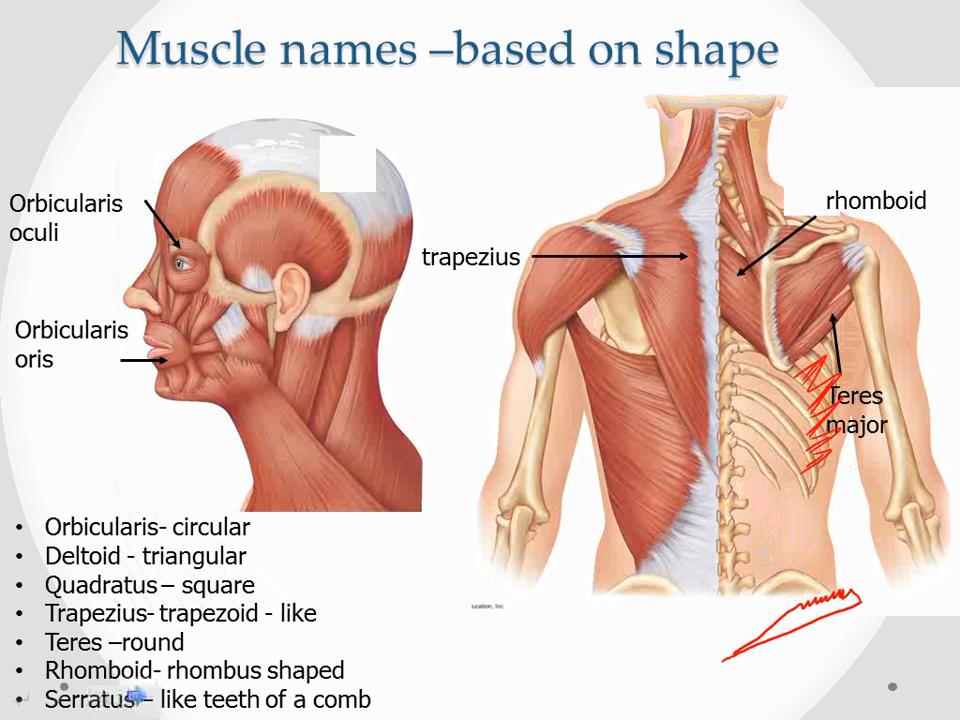 Muscle names –based on shape
Orbicularis
oculi
Orbicularis
oris
trapezius
rhomboid
Teres
major
ucation, Inc.
• Orbicularis- circular
• Deltoid - triangular
• Quadratus – square
• Trapezius- trapezoid - like
• Teres –round
• Rhomboid- rhombus shaped
• Serratus – like teeth of a comb